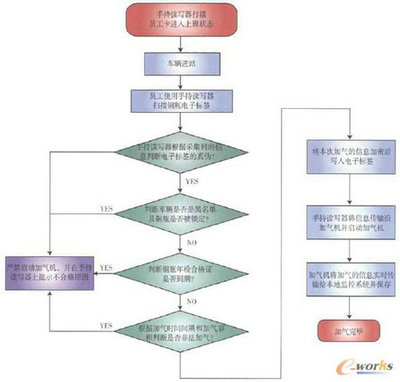 手持读写器扫描
员工卡进入上班状态
车辆进站
员工使用手持读写器
扫描钢瓶电子标签
手持读写器根据采集到的信
息判断电子标签的真伪?
YES
判断车辆是否是黑名单
及钢瓶是否被锁定?
YES
NO
严禁启动加气机，并在手持
读写器上提示不合格原因
判断钢瓶年检合格证
是否到期?
YES
NO
根据加气时间间隔和加气容
积判断是否非法加气?
YES
将本次加气的信息加密后
写入电子标签
手持读写器将信息传输给
加气机并启动加气机
加气机将加气的信息实时传
输给本地监控系统并保存
加气完毕
e-works